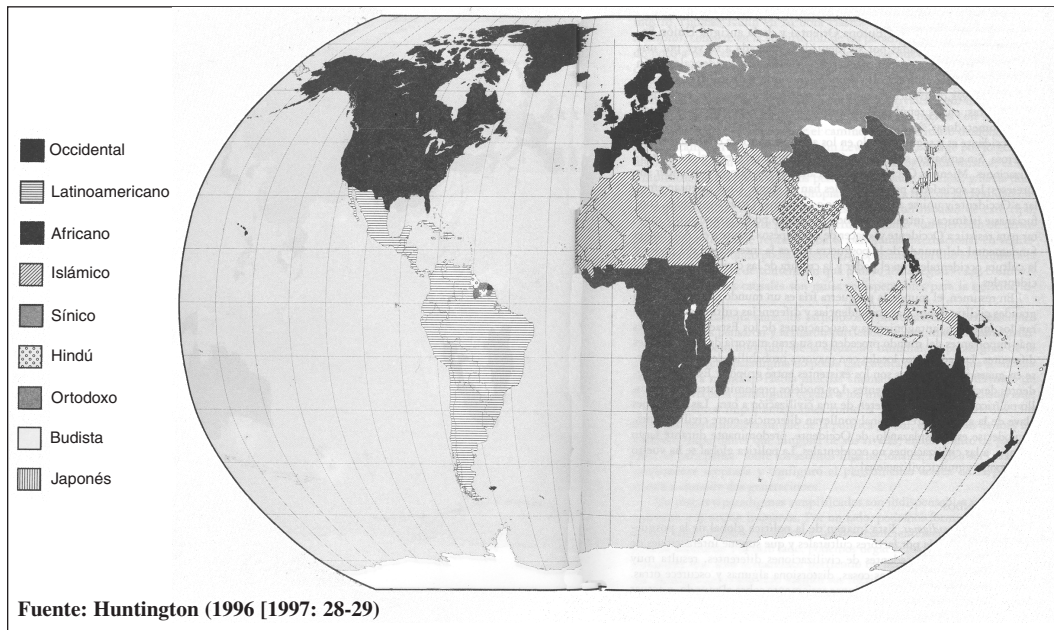 Occidental
Latinoamericano
Africano
Islámico
Sínico
Hindú
Ortodoxo
Budista
Japonés
Fuente: Huntington (1996 [1997: 28-29)